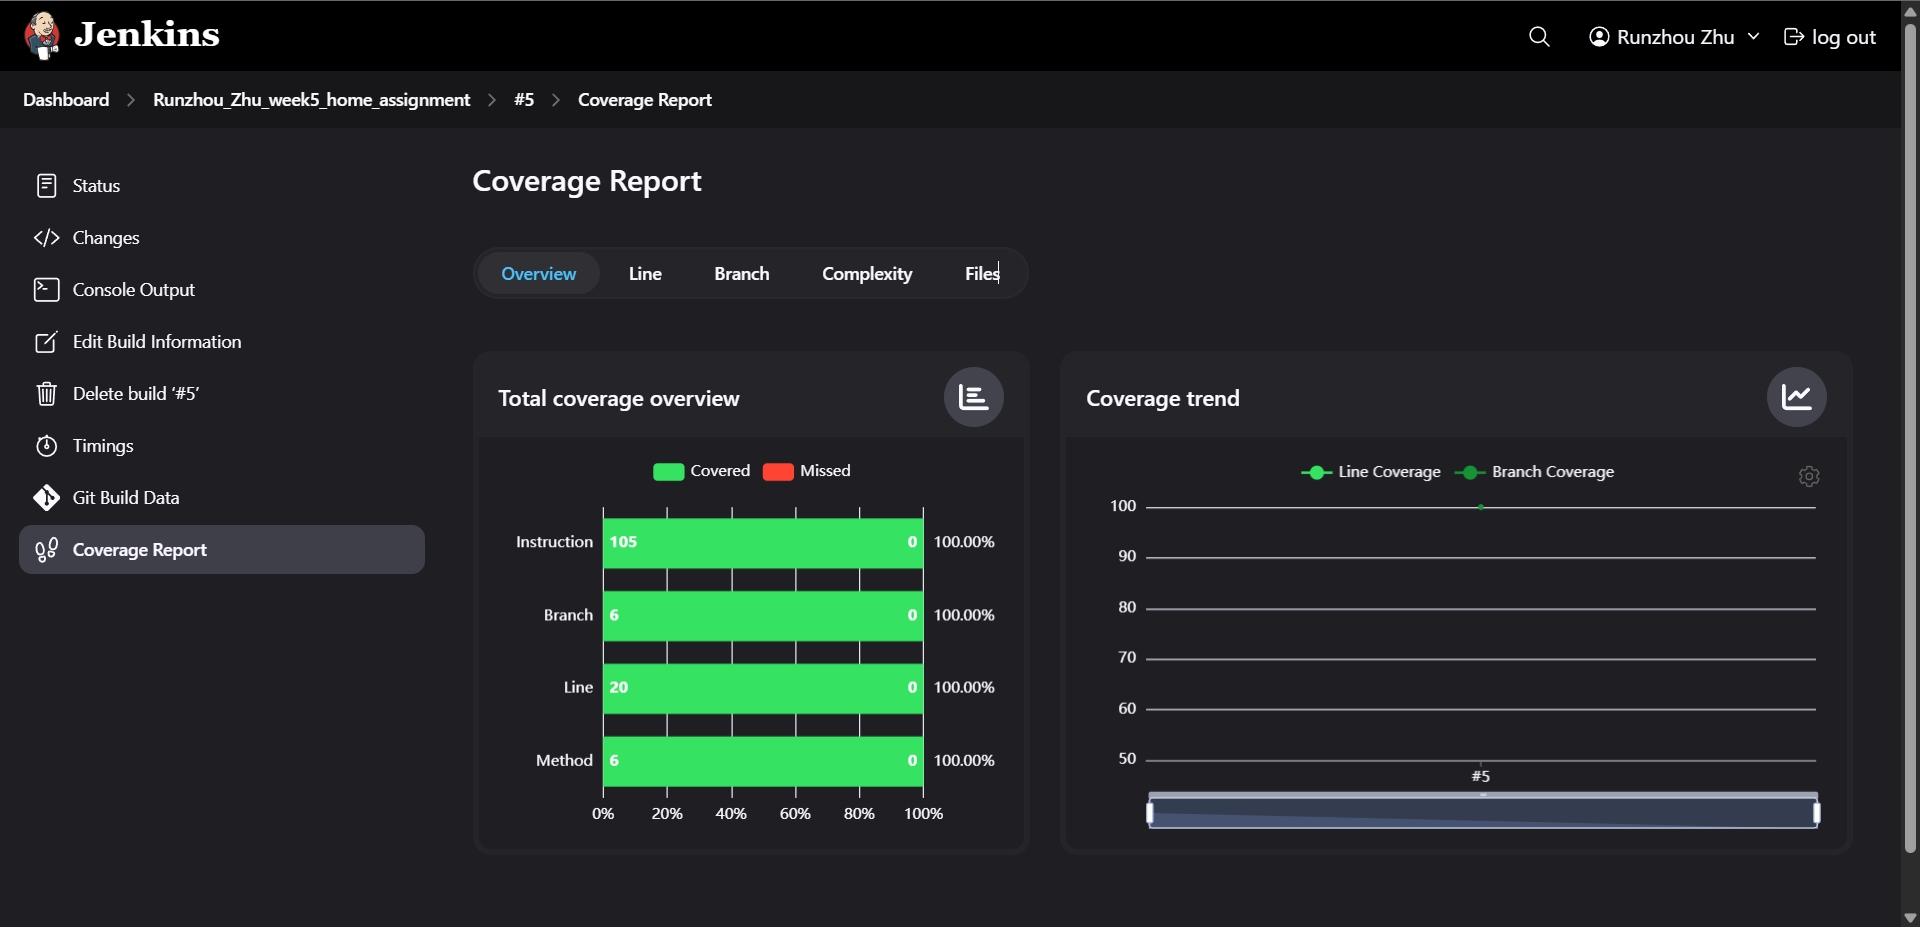 Jenkins
Runzhou Zhu
log out
Dashboard
Runzhou_Zhu_week5_home_assignment
#5
Coverage Report
Status
Changes
Console Output
Edit Build Information
Delete build ‘#5’
Timings
Git Build Data
Coverage Report
Coverage Report
Overview
Line
Branch
Complexity
Files
Total coverage overview
Covered
Missed
Instruction 105 0 100.00%
Branch 6 0 100.00%
Line 20 0 100.00%
Method 6 0 100.00%
0% 20% 40% 60% 80% 100%
Coverage trend
Line Coverage
Branch Coverage
100
90
80
70
60
50
#5